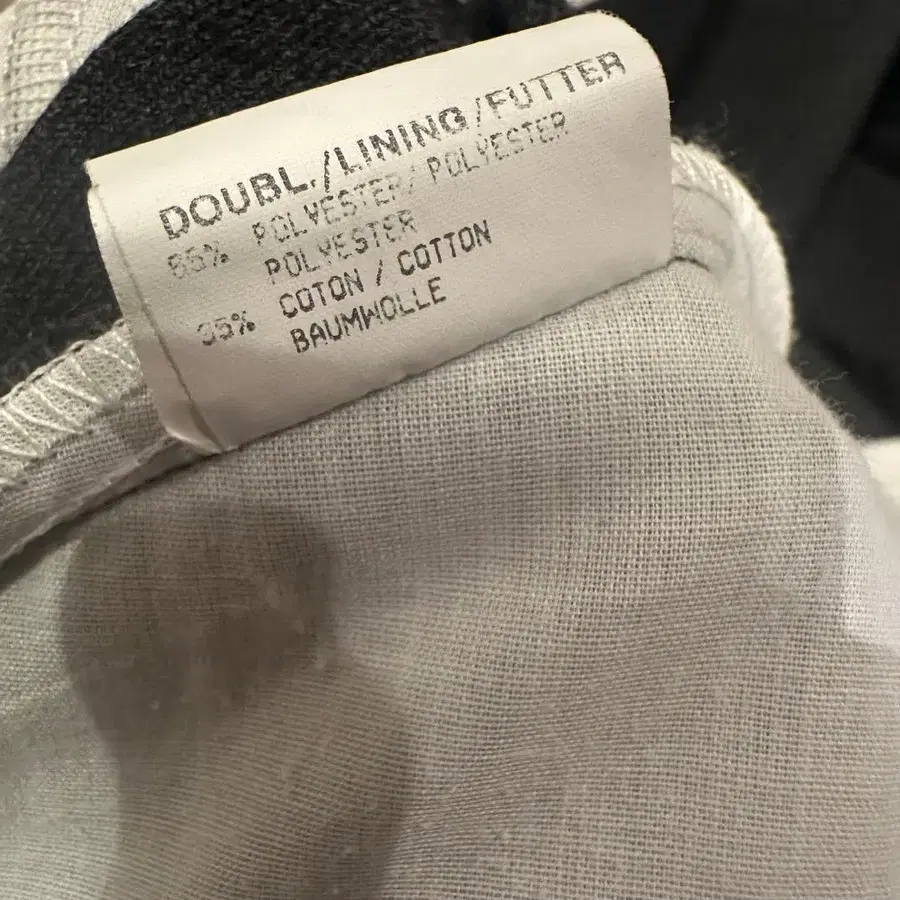 DOUBL./LINING/FUTTER
65% POLYESTER/POLYESTER
POLYESTER
35% COTON / COTTON
BAUMWOLLE